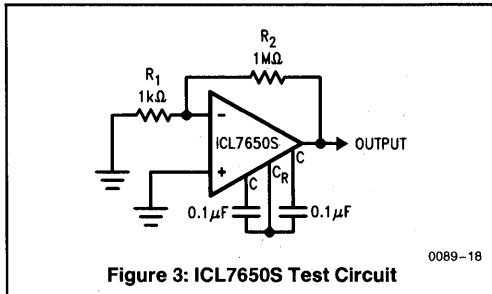 R2
1MΩ
R1
1kΩ
-
ICL7650S
+
C
CR
C
OUTPUT
0.1μF
0.1μF
0089-18
Figure 3: ICL7650S Test Circuit